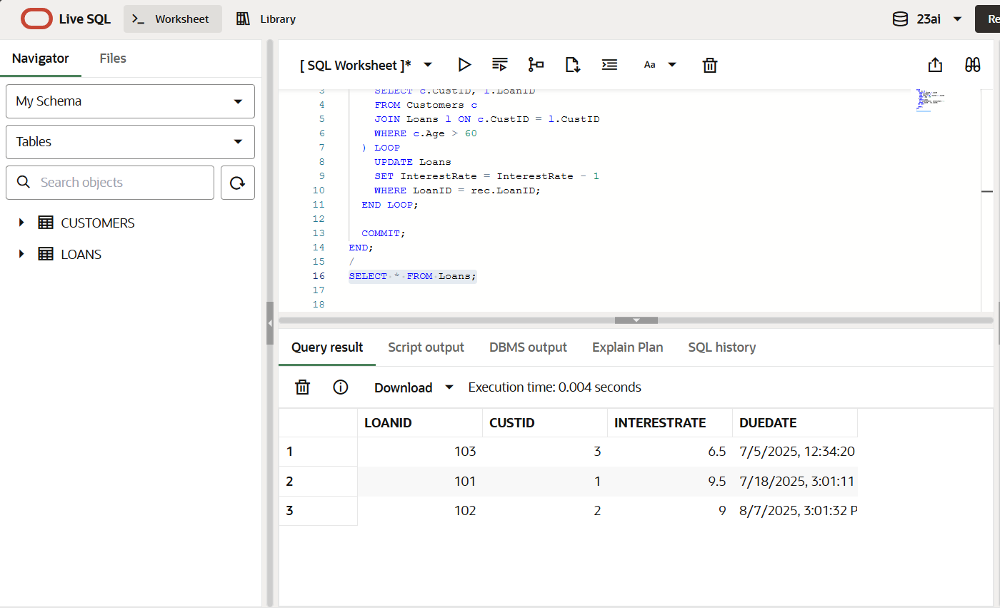 Live SQL
Worksheet
Library
23ai
Re
Navigator
Files
My Schema
Tables
Search objects
CUSTOMERS
LOANS
[ SQL Worksheet ]*
Aa
3 SELECT c.CustID, l.LoanID
4 FROM Customers c
5 JOIN Loans l ON c.CustID = l.CustID
6 WHERE c.Age > 60
7 ) LOOP
8 UPDATE Loans
9 SET InterestRate = InterestRate - 1
10 WHERE LoanID = rec.LoanID;
11 END LOOP;
12
13 COMMIT;
14 END;
15 /
16 SELECT * FROM Loans;
17
18
Query result
Script output
DBMS output
Explain Plan
SQL history
Download
Execution time: 0.004 seconds
LOANID CUSTID INTERESTRATE DUEDATE
1 103 3 6.5 7/5/2025, 12:34:20
2 101 1 9.5 7/18/2025, 3:01:11
3 102 2 9 8/7/2025, 3:01:32 P